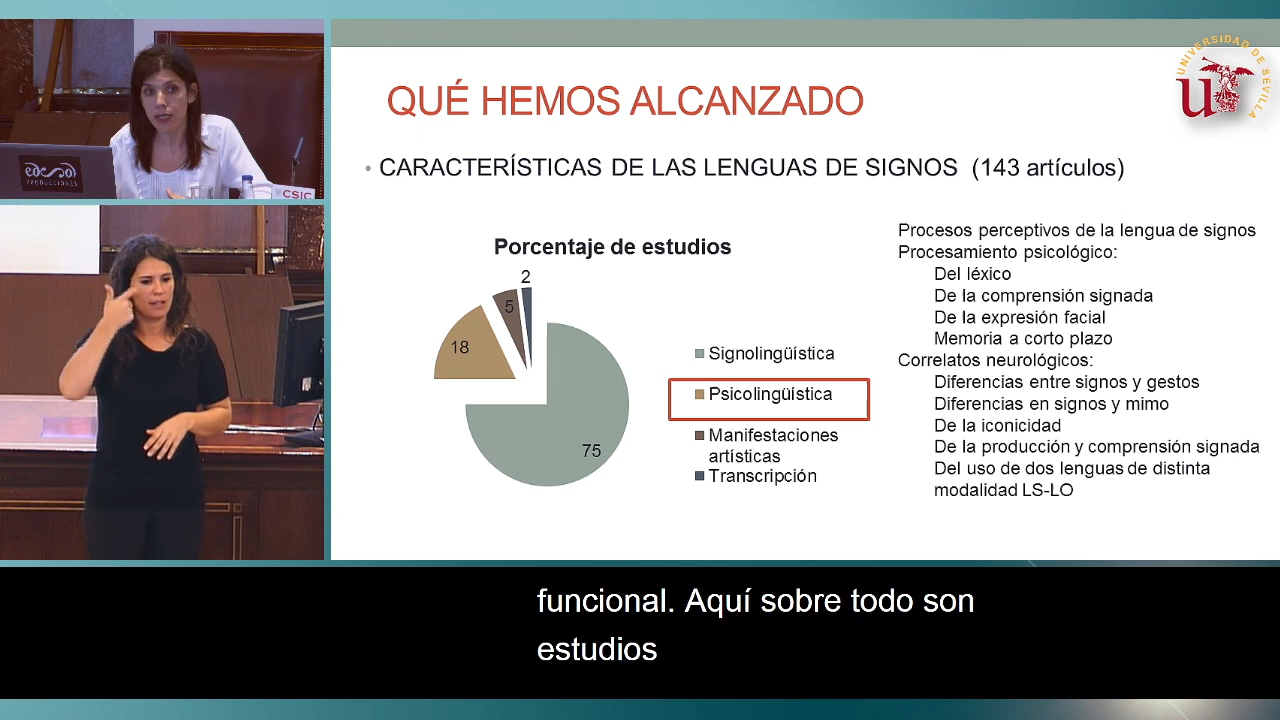 edsol
PRODUCCIONES
CSIC
QUÉ HEMOS ALCANZADO
UNIVERSIDAD DE SEVILLA
• CARACTERÍSTICAS DE LAS LENGUAS DE SIGNOS (143 artículos)
Porcentaje de estudios
2
5
18
75
Signolingüística
Psicolingüística
Manifestaciones
artísticas
Transcripción
Procesos perceptivos de la lengua de signos
Procesamiento psicológico:
Del léxico
De la comprensión signada
De la expresión facial
Memoria a corto plazo
Correlatos neurológicos:
Diferencias entre signos y gestos
Diferencias en signos y mimo
De la iconicidad
De la producción y comprensión signada
Del uso de dos lenguas de distinta
modalidad LS-LO
funcional. Aquí sobre todo son
estudios